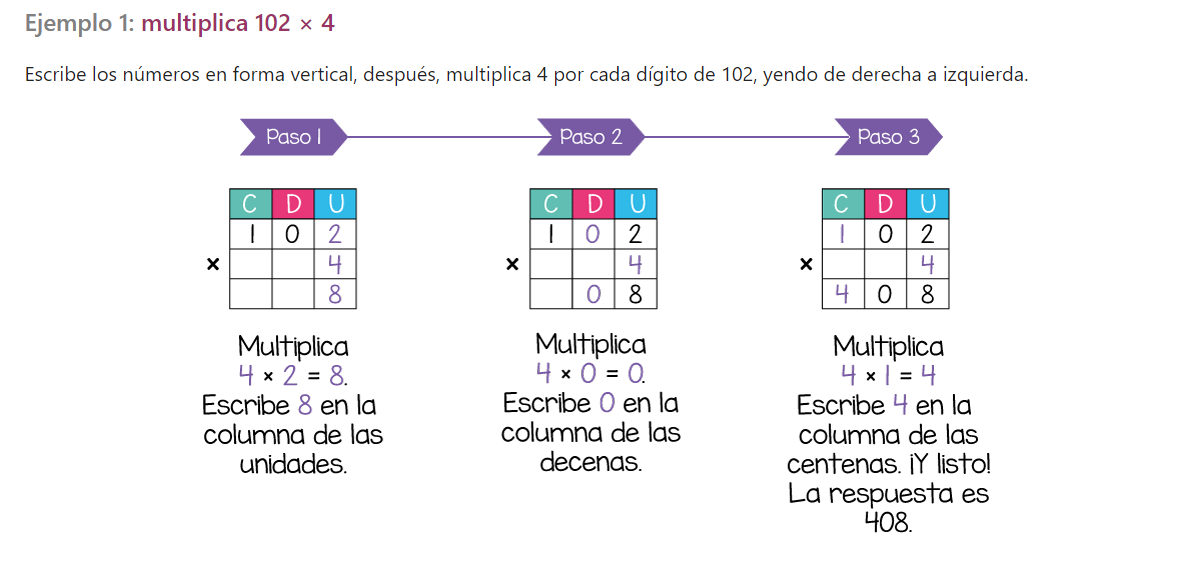 Ejemplo 1: multiplica 102 × 4
Escribe los números en forma vertical, después, multiplica 4 por cada dígito de 102, yendo de derecha a izquierda.
Paso 1
C D U
1 0 2
× 4
8
Multiplica
4 × 2 = 8.
Escribe 8 en la
columna de las
unidades.
Paso 2
C D U
1 0 2
× 4
0 8
Multiplica
4 × 0 = 0.
Escribe 0 en la
columna de las
decenas.
Paso 3
C D U
1 0 2
× 4
4 0 8
Multiplica
4 × 1 = 4
Escribe 4 en la
columna de las
centenas. ¡Y listo!
La respuesta es
408.